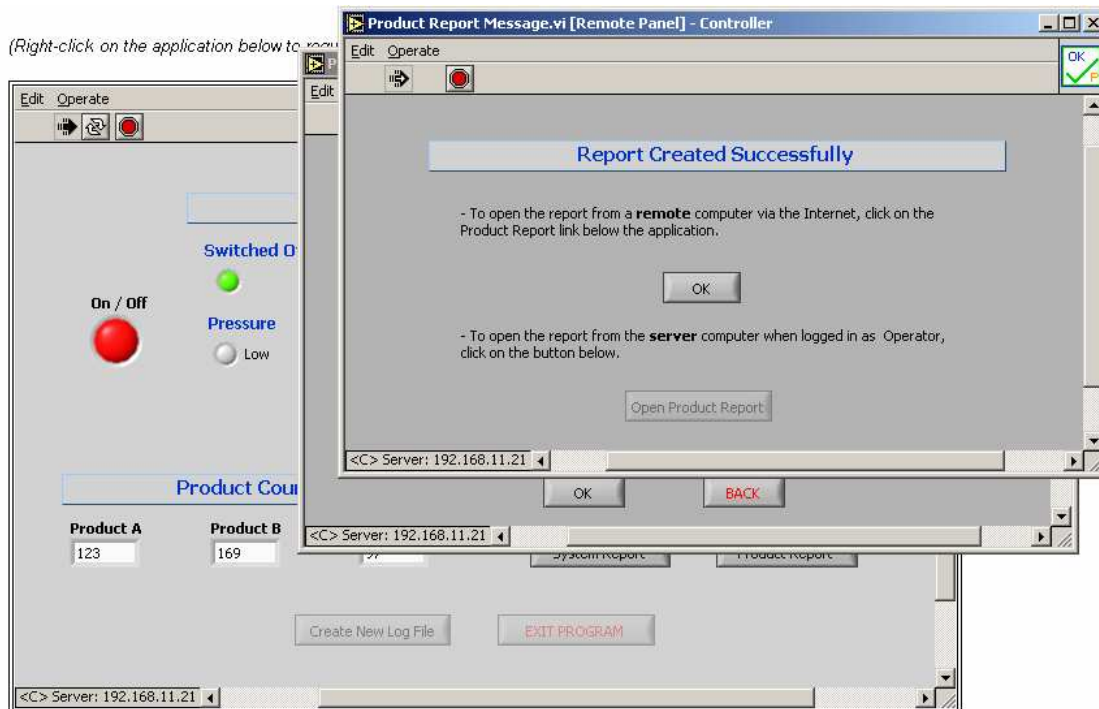 (Right-click on the application below to requ
Product Report Message.vi [Remote Panel] - Controller
Edit Operate
OK
P
Report Created Successfully
- To open the report from a remote computer via the Internet, click on the
Product Report link below the application.
OK
- To open the report from the server computer when logged in as Operator,
click on the button below.
Open Product Report
<C> Server: 192.168.11.21
P
Edit
OK BACK
<C> Server: 192.168.11.21
Edit Operate
Switched O
On / Off
Pressure
Low
Product Cou
Product A Product B
123 169 97 System Report Product Report
Create New Log File EXIT PROGRAM
<C> Server: 192.168.11.21